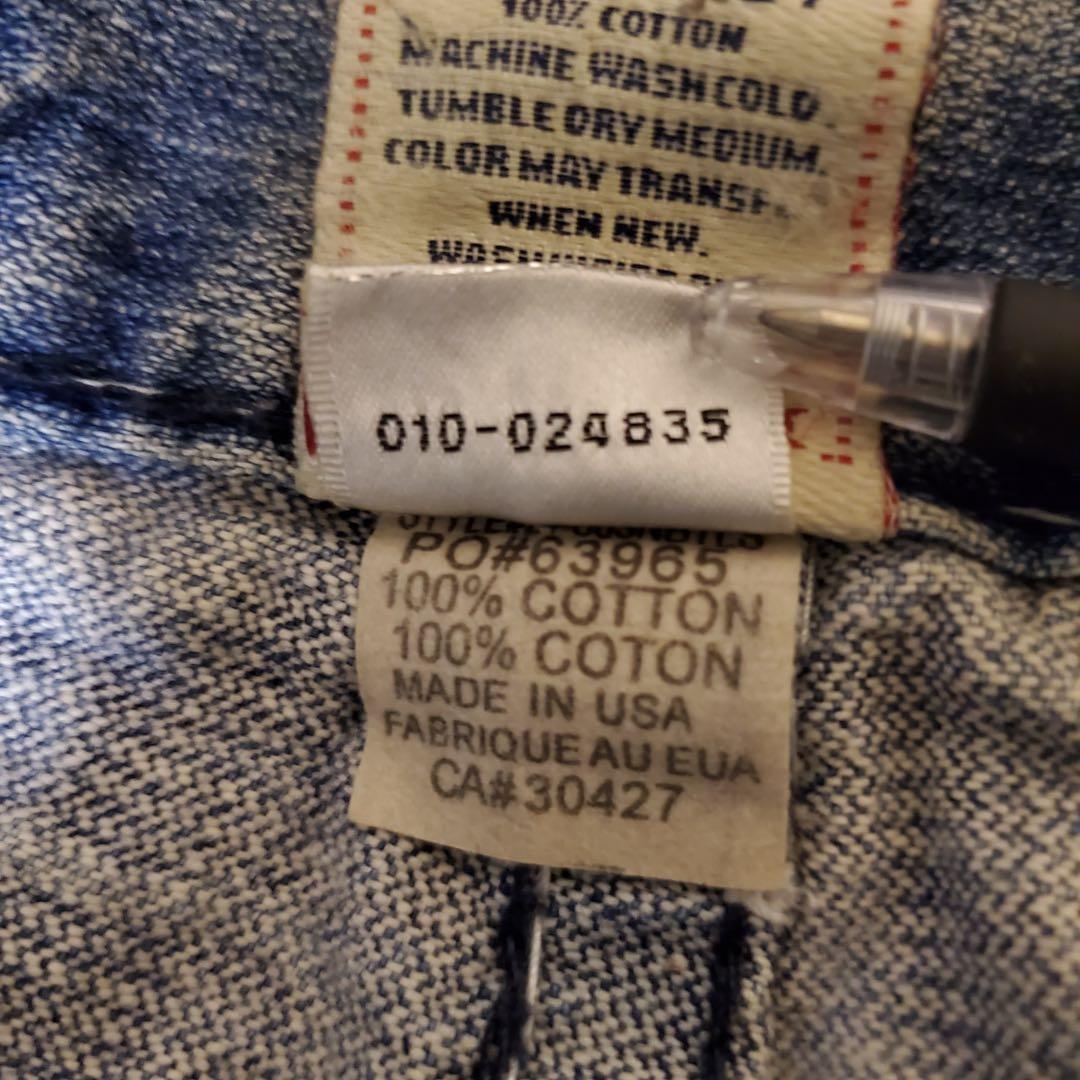 100% COTTON
MACHINE WASH COLD.
TUMBLE DRY MEDIUM.
COLOR MAY
WHEN NEW.
010-024835
PO#63965
100% COTTON
100% COTON
MADE IN USA
FABRIQUE AU EUA
CA#30427